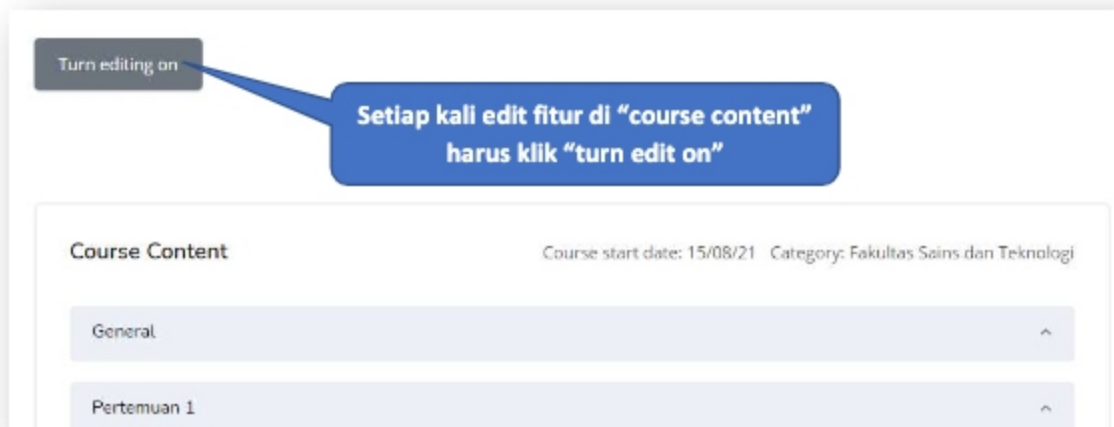 Turn editing on
Setiap kali edit fitur di “course content”
harus klik “turn edit on”
Course Content
Course start date: 15/08/21 Category: Fakultas Sains dan Teknologi
General
Pertemuan 1